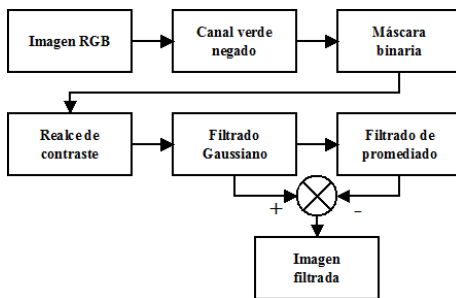 Imagen RGB
Canal verde
negado
Máscara
binaria
Realce de
contraste
Filtrado
Gaussiano
Filtrado de
promediado
+
-
Imagen
filtrada